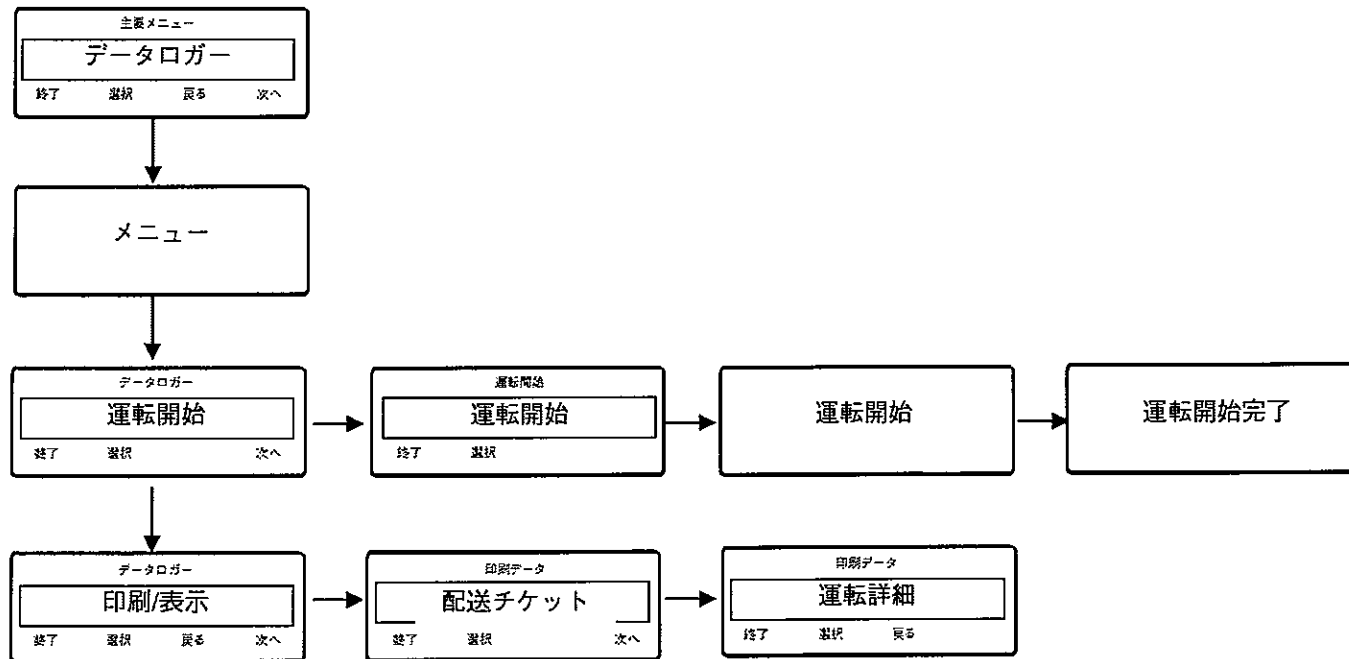 主要メニュー
データロガー
終了 選択 戻る 次へ
メニュー
データロガー
運転開始
終了 選択 次へ
運転開始
運転開始
終了 選択
運転開始
運転開始完了
データロガー
印刷/表示
終了 選択 戻る 次へ
印刷データ
配送チケット
終了 選択 次へ
印刷データ
運転詳細
終了 選択 戻る